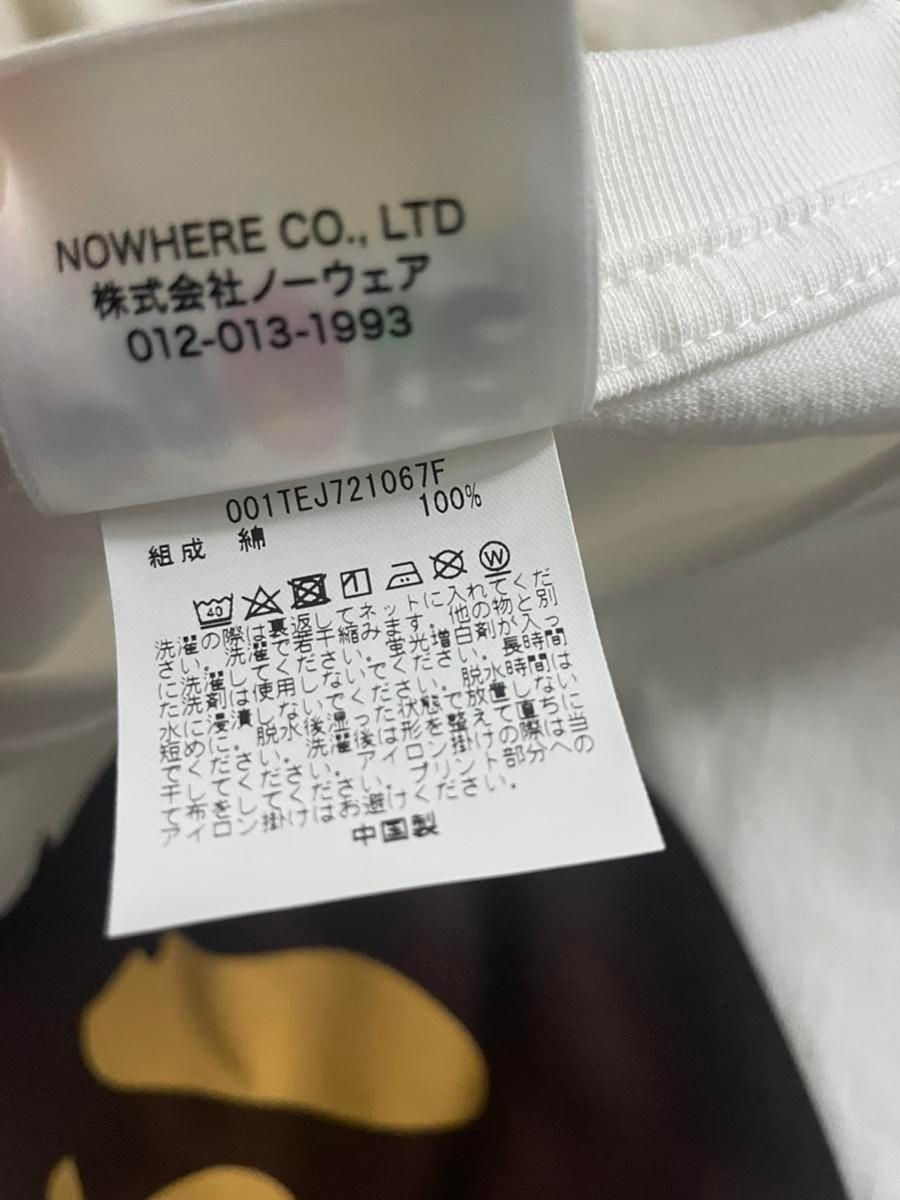 NOWHERE CO., LTD
株式会社ノーウェア
012-013-1993
001TEJ721067F
組成 綿 100%
40
W
洗濯の際は裏返してネットに入れてくだ
さい。洗濯で若干縮みます。他の物と別
に洗濯してください。蛍光増白剤が入っ
た洗剤は使用しないでください。長時間
水に浸漬しないでください。脱水時間は
短めに。脱水後湿った状態で放置しない
でください。洗濯後は形を整えて直ちに
干してください。アイロン掛けの際は当
て布をしてください。プリント部分への
アイロン掛けはお避けください。
中国製